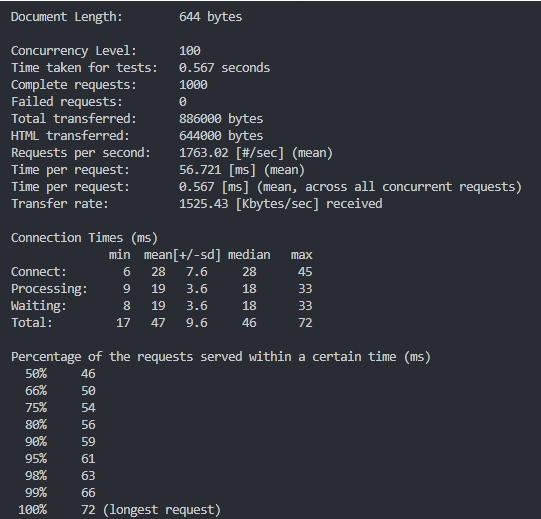 Document Length:        644 bytes

Concurrency Level:      100
Time taken for tests:   0.567 seconds
Complete requests:      1000
Failed requests:        0
Total transferred:      886000 bytes
HTML transferred:       644000 bytes
Requests per second:    1763.02 [#/sec] (mean)
Time per request:       56.721 [ms] (mean)
Time per request:       0.567 [ms] (mean, across all concurrent requests)
Transfer rate:          1525.43 [Kbytes/sec] received

Connection Times (ms)
              min  mean[+/-sd] median   max
Connect:        6   28   7.6     28      45
Processing:     9   19   3.6     18      33
Waiting:        8   19   3.6     18      33
Total:         17   47   9.6     46      72

Percentage of the requests served within a certain time (ms)
  50%     46
  66%     50
  75%     54
  80%     56
  90%     59
  95%     61
  98%     63
  99%     66
 100%     72 (longest request)